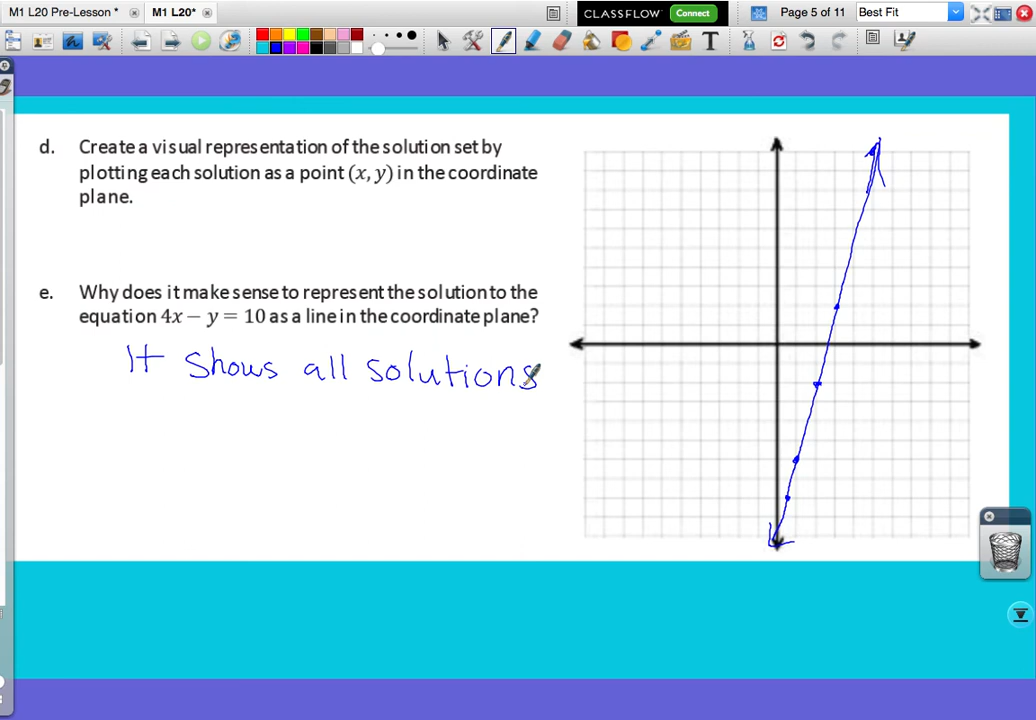 M1 L20 Pre-Lesson *
M1 L20*
CLASSFLOW
Connect
Page 5 of 11
Best Fit
T
d. Create a visual representation of the solution set by
plotting each solution as a point (x, y) in the coordinate
plane.
e. Why does it make sense to represent the solution to the
equation 4x − y = 10 as a line in the coordinate plane?
It shows all solutions